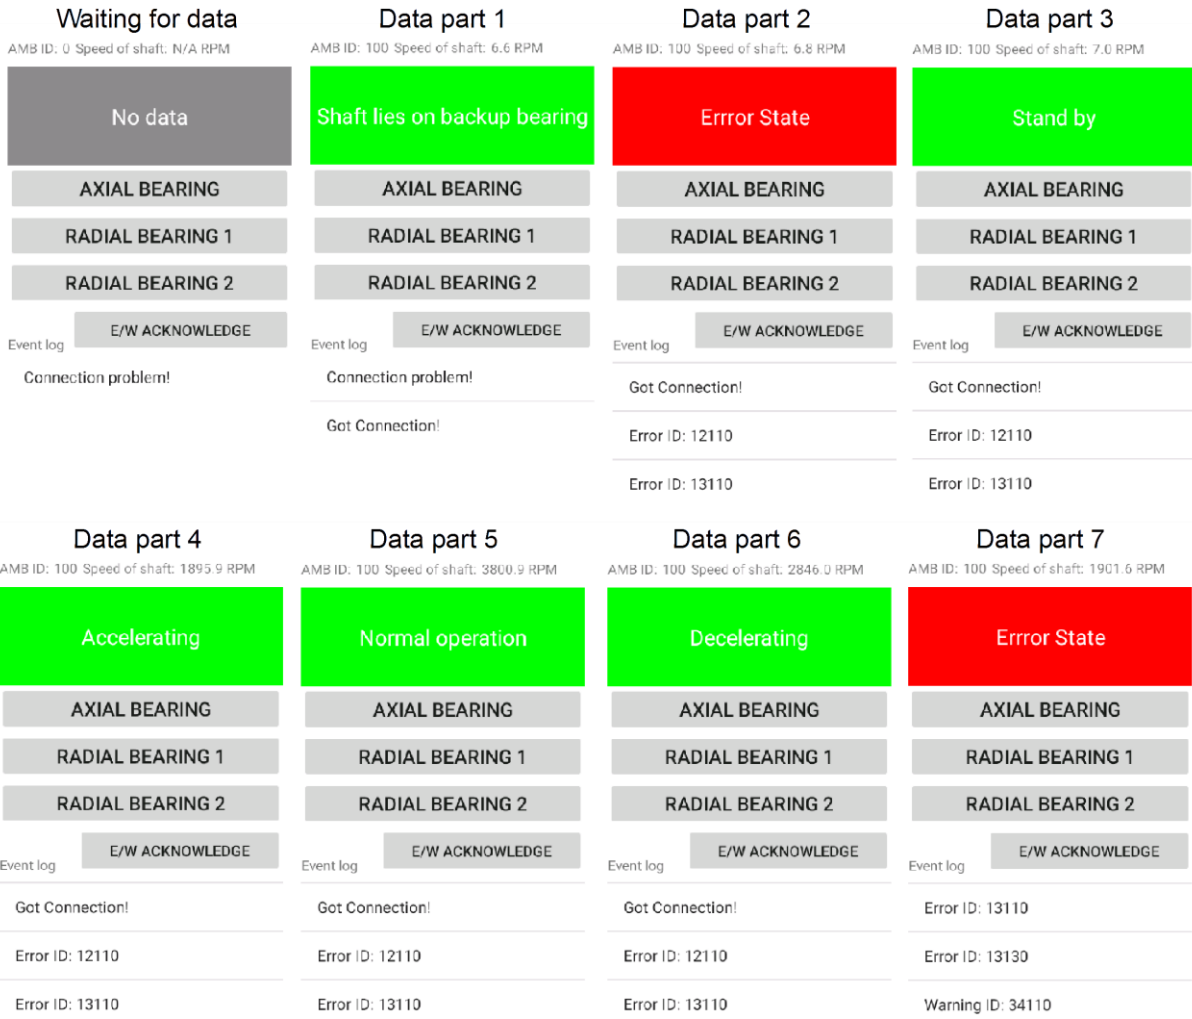 Waiting for data
AMB ID: 0 Speed of shaft: N/A RPM
No data
AXIAL BEARING
RADIAL BEARING 1
RADIAL BEARING 2
E/W ACKNOWLEDGE
Event log
Connection problem!
Data part 1
AMB ID: 100 Speed of shaft: 6.6 RPM
Shaft lies on backup bearing
AXIAL BEARING
RADIAL BEARING 1
RADIAL BEARING 2
E/W ACKNOWLEDGE
Event log
Connection problem!
Got Connection!
Data part 2
AMB ID: 100 Speed of shaft: 6.8 RPM
Errror State
AXIAL BEARING
RADIAL BEARING 1
RADIAL BEARING 2
E/W ACKNOWLEDGE
Event log
Got Connection!
Error ID: 12110
Error ID: 13110
Data part 3
AMB ID: 100 Speed of shaft: 7.0 RPM
Stand by
AXIAL BEARING
RADIAL BEARING 1
RADIAL BEARING 2
E/W ACKNOWLEDGE
Event log
Got Connection!
Error ID: 12110
Error ID: 13110
Data part 4
AMB ID: 100 Speed of shaft: 1895.9 RPM
Accelerating
AXIAL BEARING
RADIAL BEARING 1
RADIAL BEARING 2
E/W ACKNOWLEDGE
Event log
Got Connection!
Error ID: 12110
Error ID: 13110
Data part 5
AMB ID: 100 Speed of shaft: 3800.9 RPM
Normal operation
AXIAL BEARING
RADIAL BEARING 1
RADIAL BEARING 2
E/W ACKNOWLEDGE
Event log
Got Connection!
Error ID: 12110
Error ID: 13110
Data part 6
AMB ID: 100 Speed of shaft: 2846.0 RPM
Decelerating
AXIAL BEARING
RADIAL BEARING 1
RADIAL BEARING 2
E/W ACKNOWLEDGE
Event log
Got Connection!
Error ID: 12110
Error ID: 13110
Data part 7
AMB ID: 100 Speed of shaft: 1901.6 RPM
Errror State
AXIAL BEARING
RADIAL BEARING 1
RADIAL BEARING 2
E/W ACKNOWLEDGE
Event log
Error ID: 13110
Error ID: 13130
Warning ID: 34110